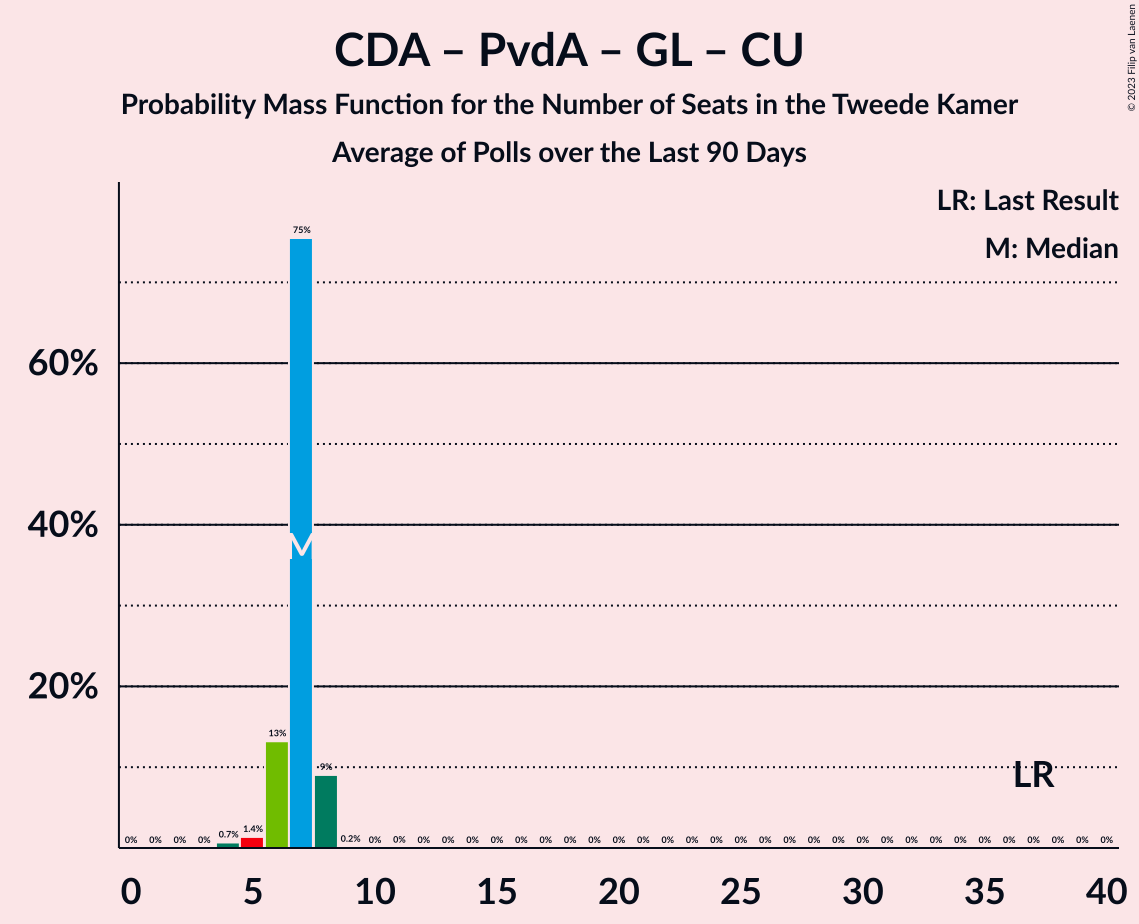 CDA – PvdA – GL – CU
Probability Mass Function for the Number of Seats in the Tweede Kamer
Average of Polls over the Last 90 Days
© 2023 Filip van Laenen
LR: Last Result
M: Median
75%
60%
40%
M
20%
13%
9%
LR
0% 0% 0% 0% 0.7% 1.4% 0.2% 0% 0% 0% 0% 0% 0% 0% 0% 0% 0% 0% 0% 0% 0% 0% 0% 0% 0% 0% 0% 0% 0% 0% 0% 0% 0% 0% 0% 0% 0% 0%
0 5 10 15 20 25 30 35 40